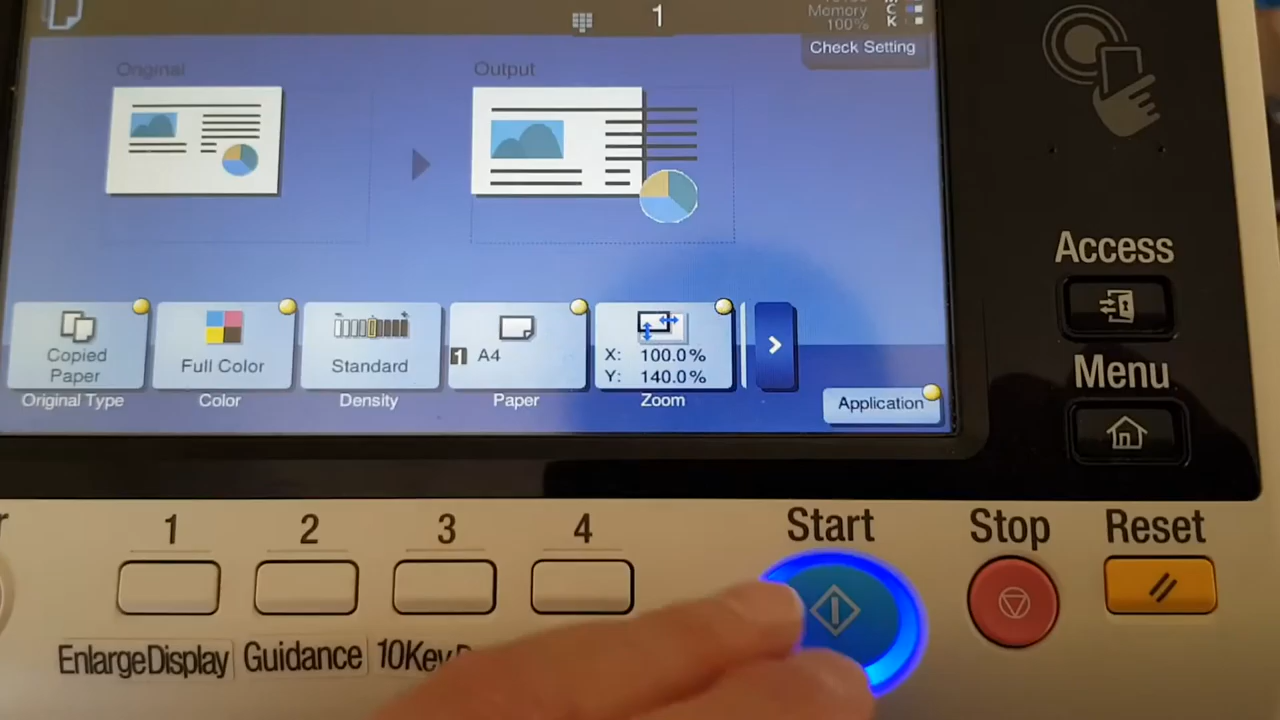 1
Memory
100%
C
K
Check Setting
Original
Output
Copied
Paper
Original Type
Full Color
Color
Standard
Density
1 A4
Paper
X: 100.0%
Y: 140.0%
Zoom
Application
Access
Menu
1 2 3 4 Start Stop Reset
EnlargeDisplay Guidance 10Key